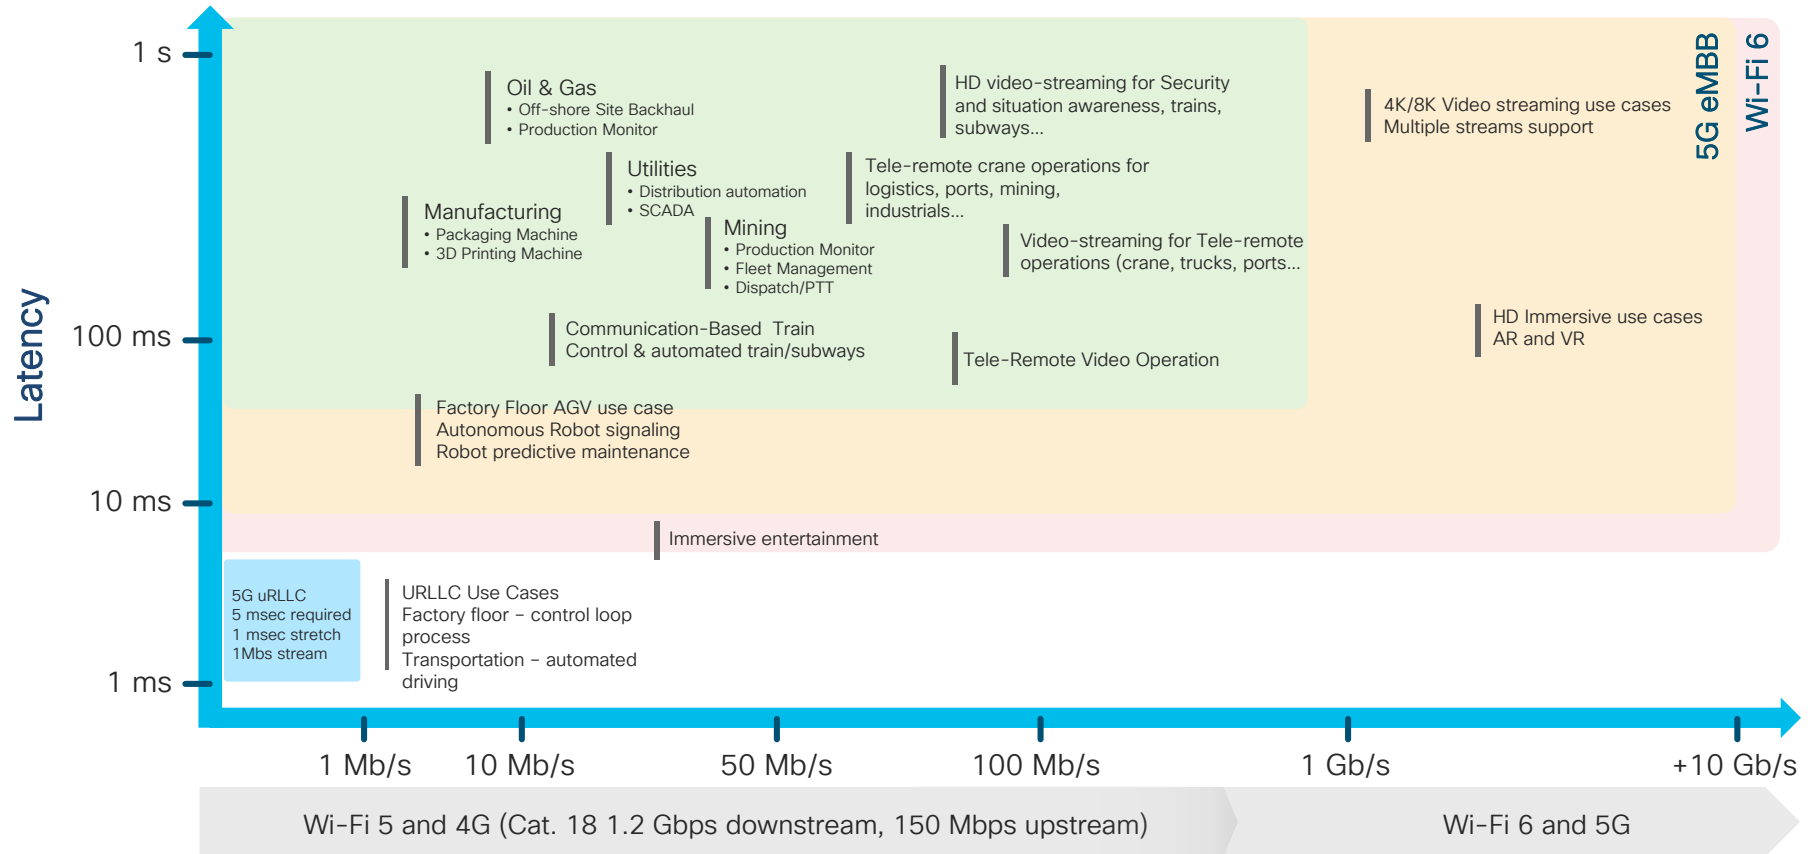 1 s
100 ms
10 ms
1 ms
Latency
Oil & Gas
• Off-shore Site Backhaul
• Production Monitor
HD video-streaming for Security
and situation awareness, trains,
subways...
4K/8K Video streaming use cases
Multiple streams support
5G eMBB
Wi-Fi 6
Utilities
• Distribution automation
• SCADA
Tele-remote crane operations for
logistics, ports, mining,
industrials...
Manufacturing
• Packaging Machine
• 3D Printing Machine
Mining
• Production Monitor
• Fleet Management
• Dispatch/PTT
Video-streaming for Tele-remote
operations (crane, trucks, ports...
Communication-Based  Train
Control & automated train/subways
Tele-Remote Video Operation
HD Immersive use cases
AR and VR
Factory Floor AGV use case
Autonomous Robot signaling
Robot predictive maintenance
Immersive entertainment
5G uRLLC
5 msec required
1 msec stretch
1Mbs stream
URLLC Use Cases
Factory floor – control loop
process
Transportation – automated
driving
1 Mb/s
10 Mb/s
50 Mb/s
100 Mb/s
1 Gb/s
+10 Gb/s
Wi-Fi 5 and 4G (Cat. 18 1.2 Gbps downstream, 150 Mbps upstream)
Wi-Fi 6 and 5G